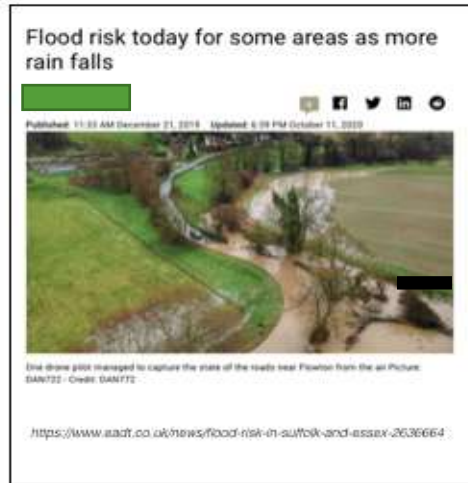 Flood risk today for some areas as more
rain falls
Published: 11:33 AM December 21, 2019 Updated: 6:09 PM October 11, 2020
One drone pilot managed to capture the state of the roads near Flowton from the air Picture:
DAN722 - Credit: DAN772
https://www.eadt.co.uk/news/flood-risk-in-suffolk-and-essex-2636664